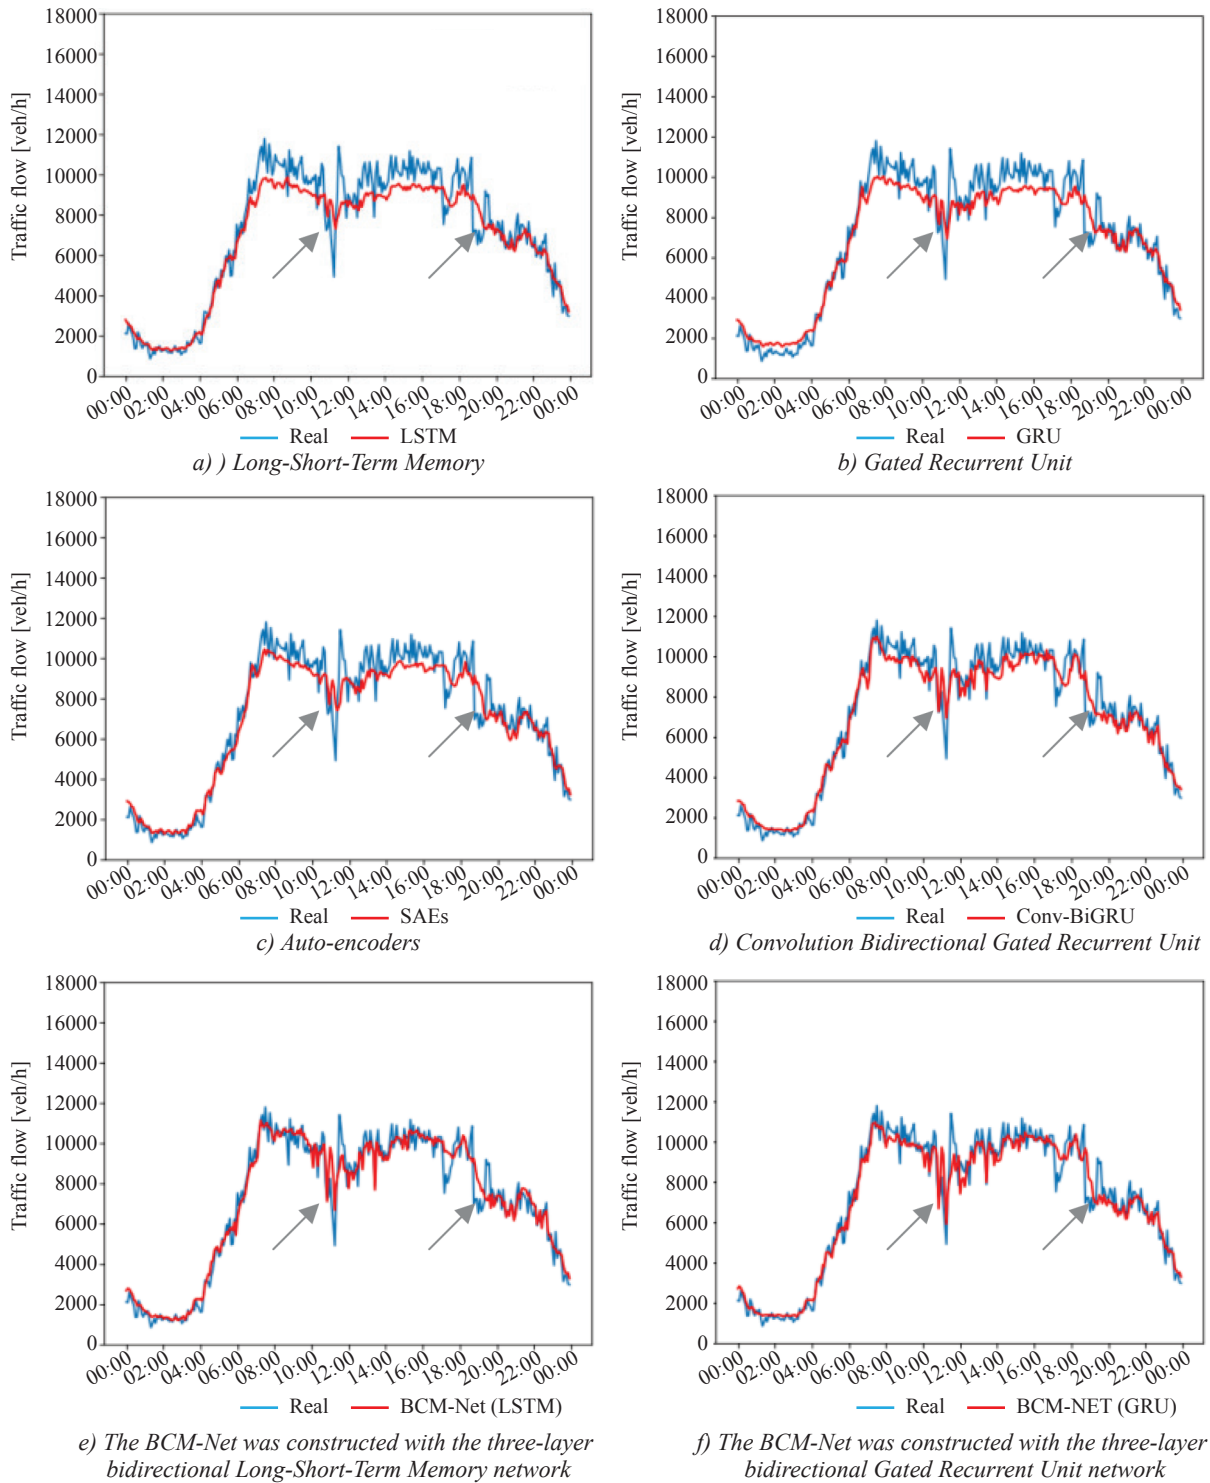 18000
16000
14000
12000
10000
8000
6000
4000
2000
0
Traffic flow [veh/h]
00:00 02:00 04:00 06:00 08:00 10:00 12:00 14:00 16:00 18:00 20:00 22:00 00:00
Real LSTM
a) ) Long-Short-Term Memory
18000
16000
14000
12000
10000
8000
6000
4000
2000
0
Traffic flow [veh/h]
00:00 02:00 04:00 06:00 08:00 10:00 12:00 14:00 16:00 18:00 20:00 22:00 00:00
Real GRU
b) Gated Recurrent Unit
18000
16000
14000
12000
10000
8000
6000
4000
2000
0
Traffic flow [veh/h]
00:00 02:00 04:00 06:00 08:00 10:00 12:00 14:00 16:00 18:00 20:00 22:00 00:00
Real SAEs
c) Auto-encoders
18000
16000
14000
12000
10000
8000
6000
4000
2000
0
Traffic flow [veh/h]
00:00 02:00 04:00 06:00 08:00 10:00 12:00 14:00 16:00 18:00 20:00 22:00 00:00
Real Conv-BiGRU
d) Convolution Bidirectional Gated Recurrent Unit
18000
16000
14000
12000
10000
8000
6000
4000
2000
0
Traffic flow [veh/h]
00:00 02:00 04:00 06:00 08:00 10:00 12:00 14:00 16:00 18:00 20:00 22:00 00:00
Real BCM-Net (LSTM)
e) The BCM-Net was constructed with the three-layer
bidirectional Long-Short-Term Memory network
18000
16000
14000
12000
10000
8000
6000
4000
2000
0
Traffic flow [veh/h]
00:00 02:00 04:00 06:00 08:00 10:00 12:00 14:00 16:00 18:00 20:00 22:00 00:00
Real BCM-NET (GRU)
f) The BCM-Net was constructed with the three-layer
bidirectional Gated Recurrent Unit network